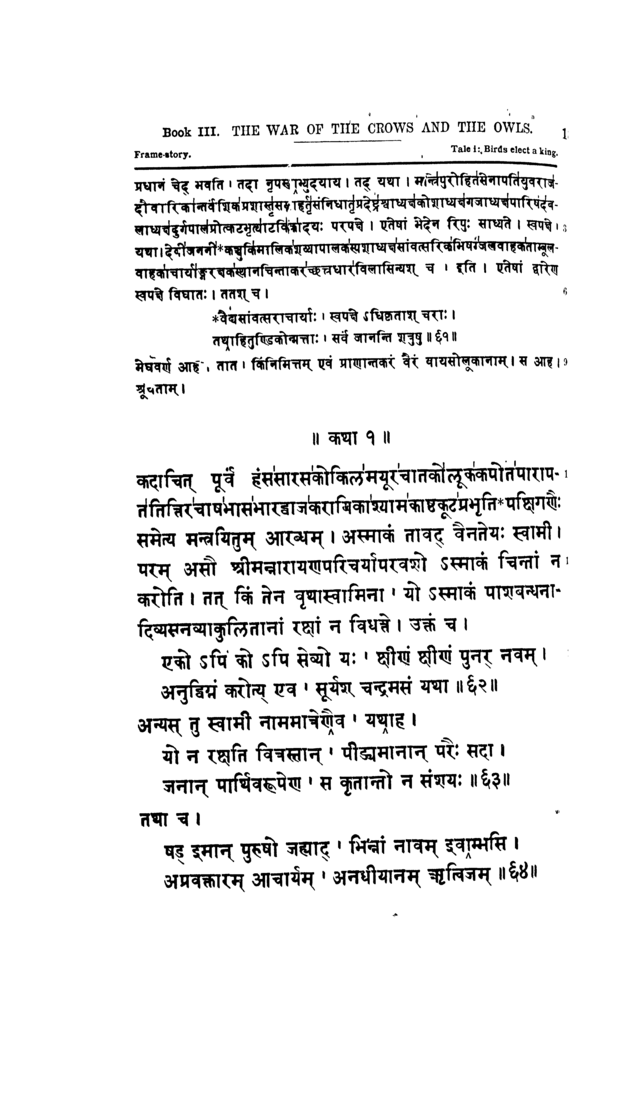 Book III. THE WAR OF THE CROWS AND THE OWLS.
Frame-story.
Tale i: Birds elect a king.
प्रधानं चेद् भवति । तदा नृपस्याभ्युदयाय । तद् यथा । मन्त्रिपुरोहितसेनापतियुवराज-
दौवारिकान्तर्वंशिकप्रशास्तृसमाहर्तृसंनिधातृप्रदेष्ट्रश्वाध्यक्षकोशाध्यक्षगजाध्यक्षपारिषद्ब-
लाध्यक्षदुर्गपालप्रोत्कटभृत्याटविकादयः परपक्षे । एतेषां भेदेन रिपुः साध्यते । स्वपक्षे । 3
यथा । देवीजननी*कञ्चुकिमालिकशय्यापालकस्पशाध्यक्षसांवत्सरिकभिषग्जलवाहकताम्बूल-
वाहकाचार्याङ्गरक्षकस्थानचिन्ताकरच्छत्त्रधारविलासिन्यश् च । इति । एतेषां द्वारेण
स्वपक्षे विघातः । ततश् च । 6
*वैद्यसांवत्सराचार्याः । स्वपक्षे ऽधिकृताश् चराः ।
तथाहितुण्डिकोन्मत्ताः । सर्वं जानन्ति शत्रुषु ॥६१॥
मेघवर्ण आह , तात । किंनिमित्तम् एवं प्राणान्तकरं वैरं वायसोलूकानाम् । स आह । 9
श्रूयताम् ।
॥ कथा १ ॥
कदाचित् पूर्वं हंससारसकोकिलमयूरचातकोलूककपोतपाराप-
ततित्तिरचाषभासभारद्वाजकरायिकाश्यामकाष्ठकूटप्रभृति*पक्षिगणैः
समेत्य मन्त्रयितुम् आरब्धम् । अस्माकं तावद् वैनतेयः स्वामी ।
परम् असौ श्रीमन्नारायणपरिचर्यापरवशो ऽस्माकं चिन्तां न
करोति । तत् किं तेन वृथास्वामिना ' यो ऽस्माकं पाशबन्धना-
दिव्यसनव्याकुलितानां रक्षां न विधत्ते । उक्तं च ।
एको ऽपि को ऽपि सेव्यो यः ' क्षीणं क्षीणं पुनर् नवम् ।
अनुद्विग्नं करोत्य् एव ' सूर्यश् चन्द्रमसं यथा ॥६२॥
अन्यस् तु स्वामी नाममात्रेणैव ' यथाह ।
यो न रक्षति वित्रस्तान् ' पीड्यमानान् परैः सदा ।
जनान् पार्थिवरूपेण ' स कृतान्तो न संशयः ॥६३॥
तथा च ।
षड् इमान् पुरुषो जह्याद् ' भिन्नां नावम् इवाम्भसि ।
अप्रवक्तारम् आचार्यम् ' अनधीयानम् ऋत्विजम् ॥६४॥